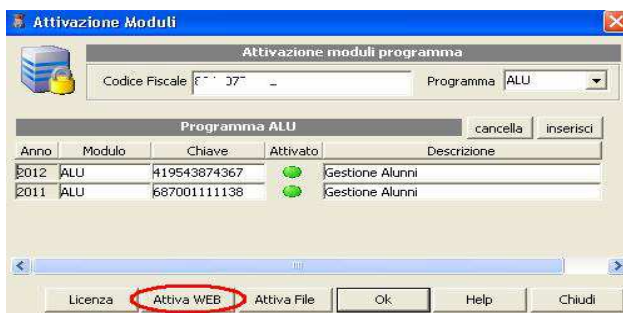 Attivazione Moduli
Attivazione moduli programma
Codice Fiscale Programma ALU
Programma ALU cancella inserisci
Anno Modulo Chiave Attivato Descrizione
2012 ALU 419543874367 Gestione Alunni
2011 ALU 687001111138 Gestione Alunni
Licenza Attiva WEB Attiva File Ok Help Chiudi